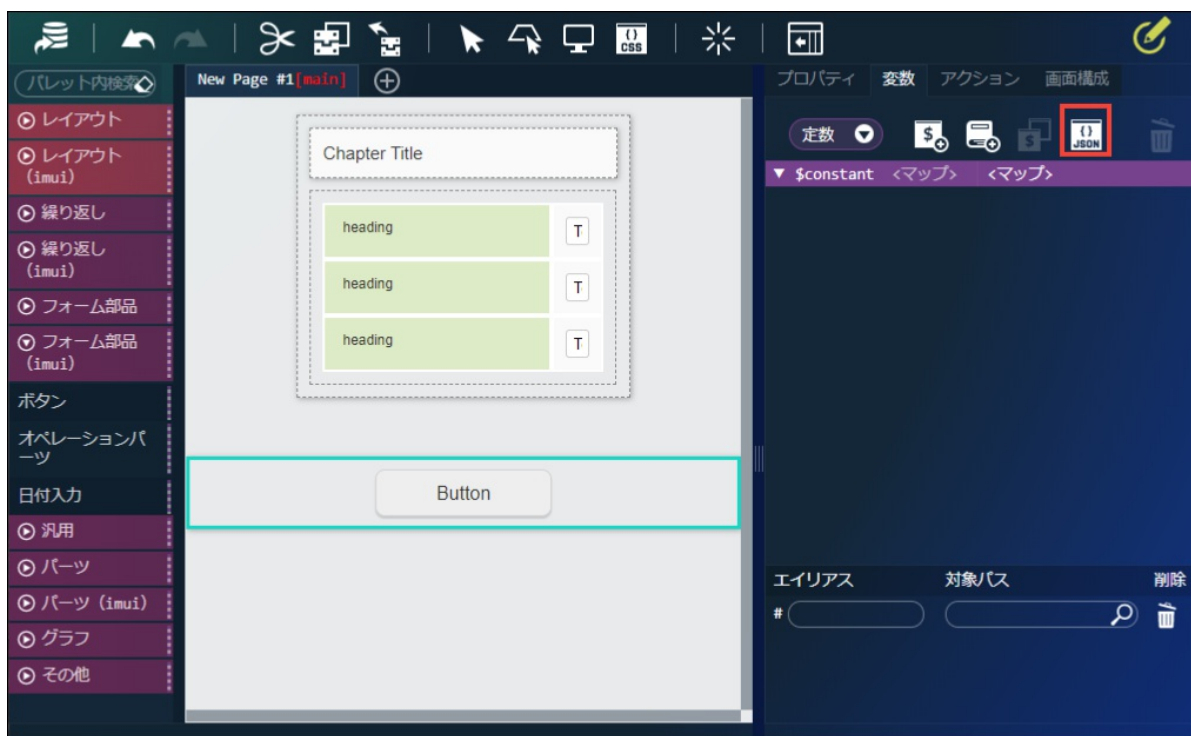 {}
CSS
パレット内検索
New Page #1[main]
プロパティ 変数 アクション 画面構成
レイアウト
レイアウト
(imui)
繰り返し
繰り返し
(imui)
フォーム部品
フォーム部品
(imui)
ボタン
オペレーションパ
ーツ
日付入力
汎用
パーツ
パーツ (imui)
グラフ
その他
Chapter Title
heading T
heading T
heading T
Button
定数 $ $ {}
JSON
▼ $constant <マップ> <マップ>
エイリアス 対象パス 削除
#